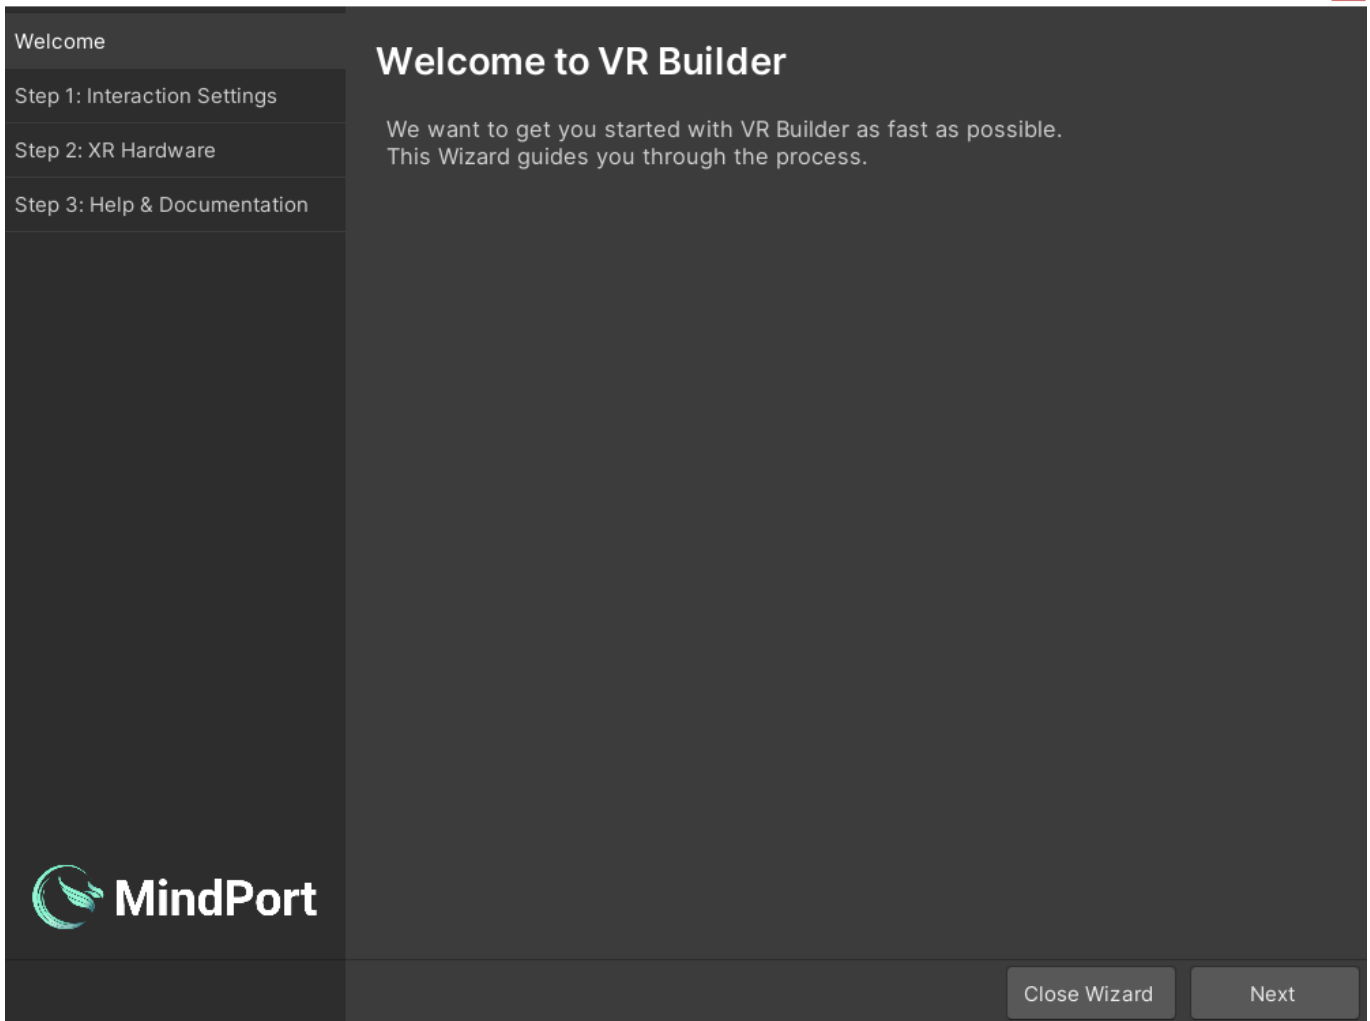 Welcome
Step 1: Interaction Settings
Step 2: XR Hardware
Step 3: Help & Documentation
MindPort
Welcome to VR Builder
We want to get you started with VR Builder as fast as possible.
This Wizard guides you through the process.
Close Wizard
Next